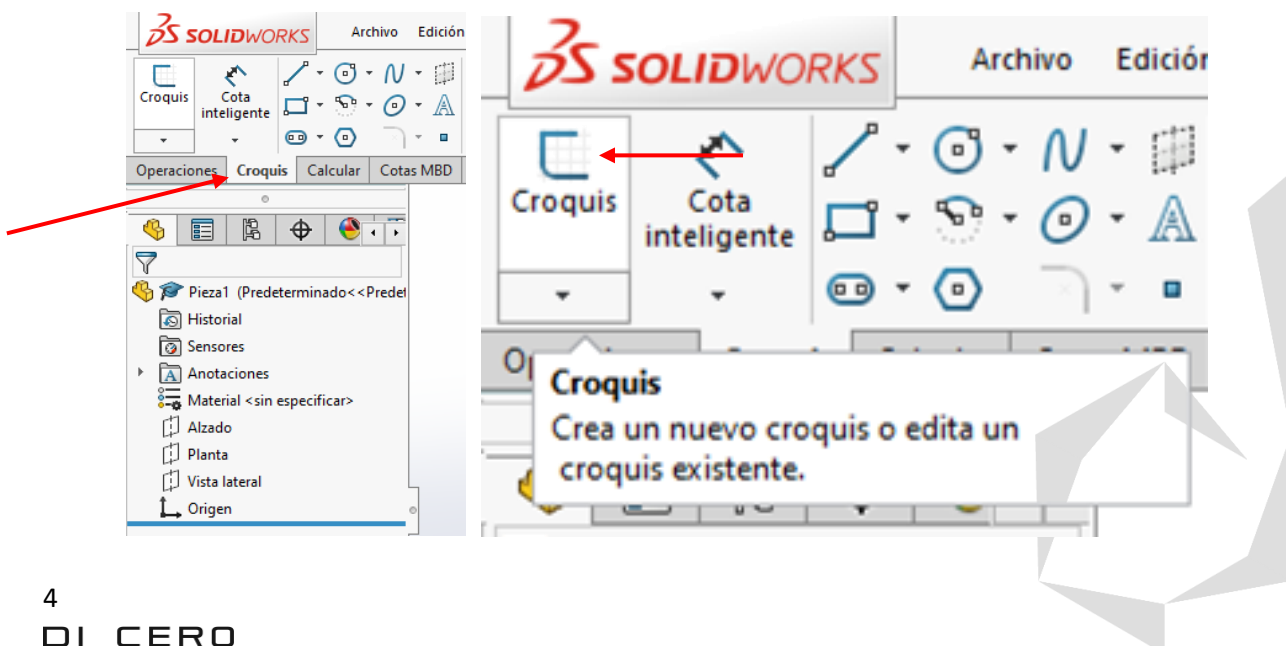 SOLIDWORKS
Archivo Edición
Croquis
Cota
inteligente
Operaciones Croquis Calcular Cotas MBD
Pieza1 (Predeterminado<<Predet
Historial
Sensores
Anotaciones
Material <sin especificar>
Alzado
Planta
Vista lateral
Origen
SOLIDWORKS
Archivo Edición
Croquis
Cota
inteligente
Croquis
Crea un nuevo croquis o edita un
croquis existente.
4
DI CERO